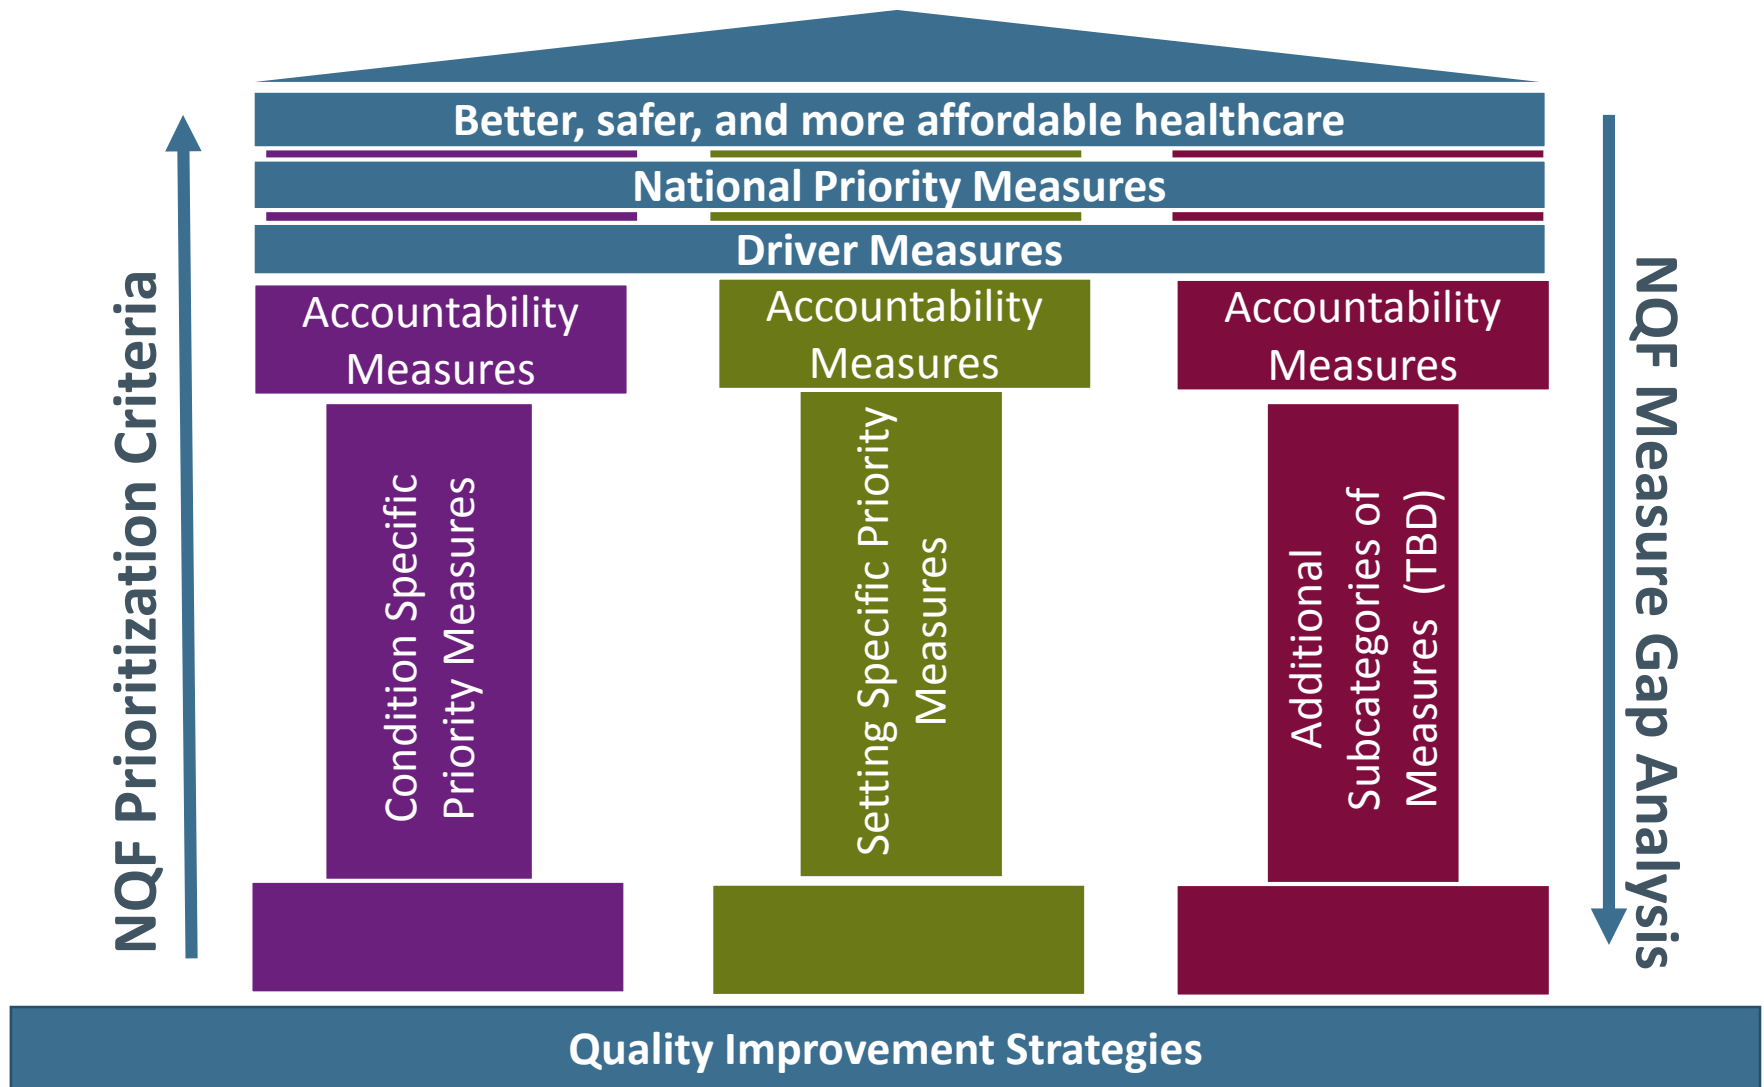 Better, safer, and more affordable healthcare
National Priority Measures
Driver Measures
NQF Prioritization Criteria
Accountability
Measures
Condition Specific
Priority Measures
Accountability
Measures
Setting Specific Priority
Measures
Accountability
Measures
Additional
Subcategories of
Measures (TBD)
NQF Measure Gap Analysis
Quality Improvement Strategies